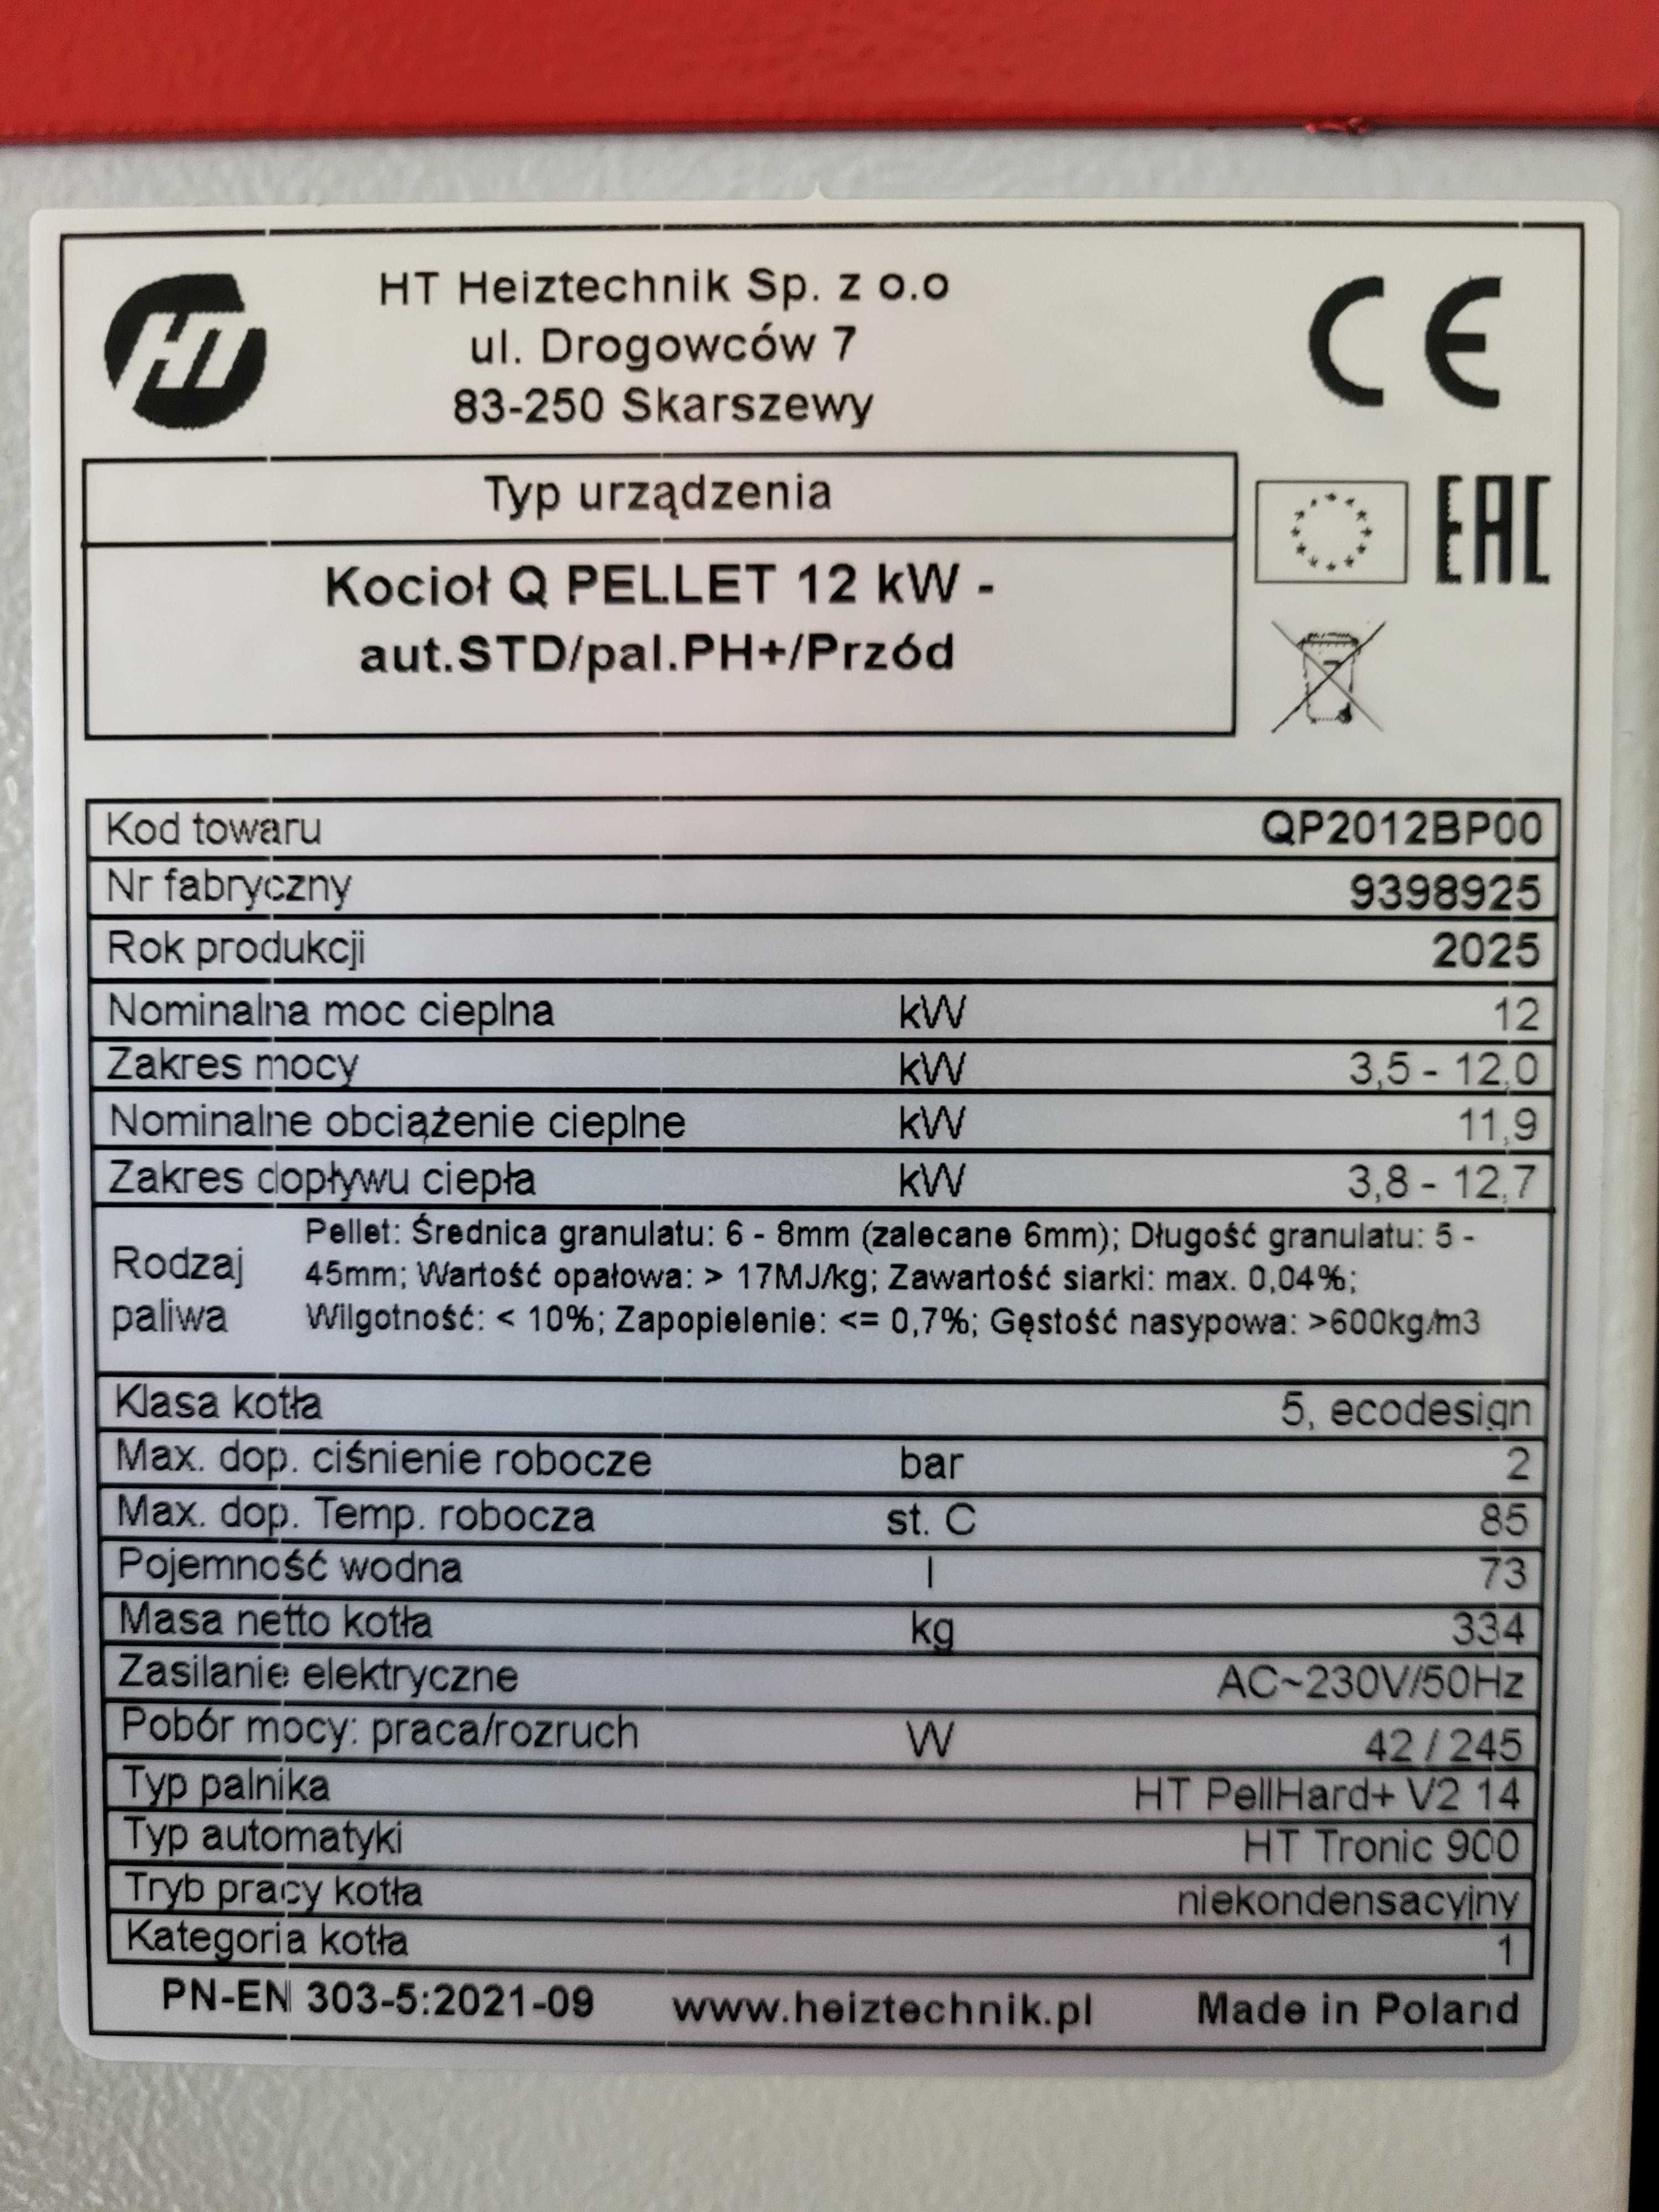 HT
HT Heiztechnik Sp. z o.o
ul. Drogowców 7
83-250 Skarszewy
CE
Typ urządzenia
EAC
Kocioł Q PELLET 12 kW -
aut.STD/pal.PH+/Przód
Kod towaru QP2012BP00
Nr fabryczny 9398925
Rok produkcji 2025
Nominalna moc cieplna kW 12
Zakres mocy kW 3,5 - 12,0
Nominalne obciążenie cieplne kW 11,9
Zakres dopływu ciepła kW 3,8 - 12,7
Rodzaj paliwa
Pellet: Średnica granulatu: 6 - 8mm (zalecane 6mm); Długość granulatu: 5 -
45mm; Wartość opałowa: > 17MJ/kg; Zawartość siarki: max. 0,04%;
Wilgotność: < 10%; Zapopielenie: <= 0,7%; Gęstość nasypowa: >600kg/m3
Klasa kotła 5, ecodesign
Max. dop. ciśnienie robocze bar 2
Max. dop. Temp. robocza st. C 85
Pojemność wodna l 73
Masa netto kotła kg 334
Zasilanie elektryczne AC~230V/50Hz
Pobór mocy: praca/rozruch W 42 / 245
Typ palnika HT PellHard+ V2 14
Typ automatyki HT Tronic 900
Tryb pracy kotła niekondensacyjny
Kategoria kotła 1
PN-EN 303-5:2021-09 www.heiztechnik.pl Made in Poland